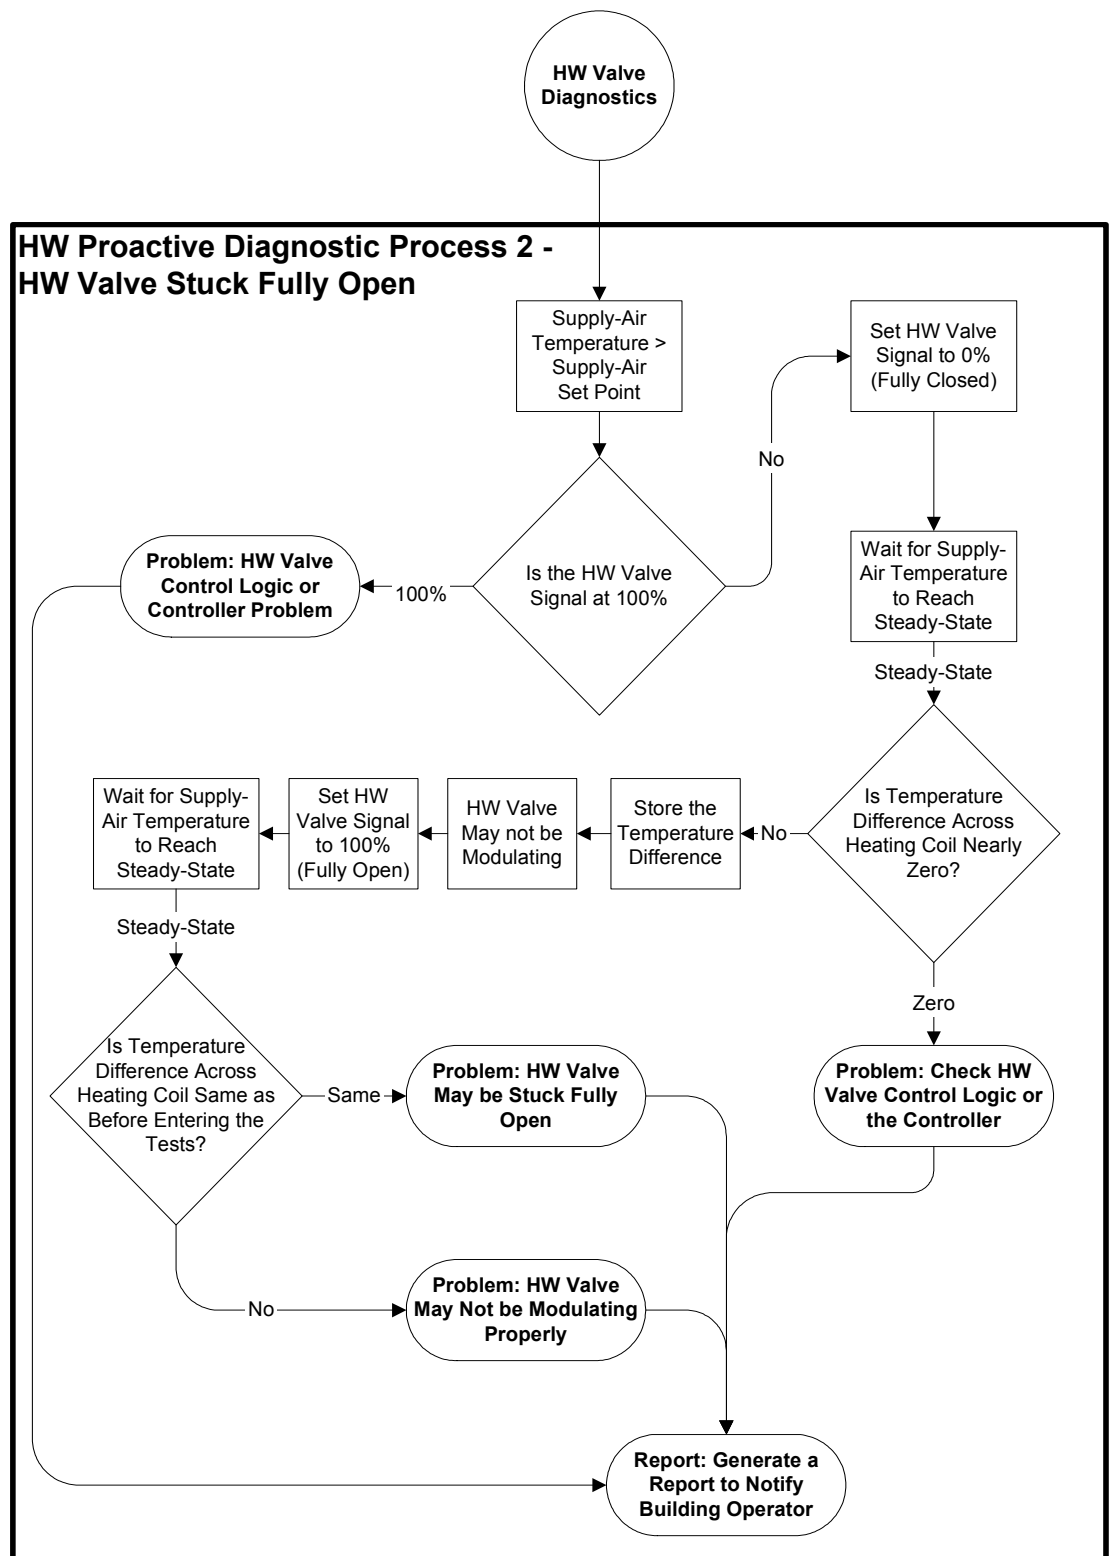 HW Valve
Diagnostics
HW Proactive Diagnostic Process 2 -
HW Valve Stuck Fully Open
Supply-Air
Temperature >
Supply-Air
Set Point
Set HW Valve
Signal to 0%
(Fully Closed)
No
Is the HW Valve
Signal at 100%
100%
Problem: HW Valve
Control Logic or
Controller Problem
Wait for Supply-
Air Temperature
to Reach
Steady-State
Steady-State
Is Temperature
Difference Across
Heating Coil Nearly
Zero?
No
Store the
Temperature
Difference
HW Valve
May not be
Modulating
Set HW
Valve Signal
to 100%
(Fully Open)
Wait for Supply-
Air Temperature
to Reach
Steady-State
Steady-State
Zero
Is Temperature
Difference Across
Heating Coil Same as
Before Entering the
Tests?
Same
Problem: HW Valve
May be Stuck Fully
Open
Problem: Check HW
Valve Control Logic or
the Controller
No
Problem: HW Valve
May Not be Modulating
Properly
Report: Generate a
Report to Notify
Building Operator